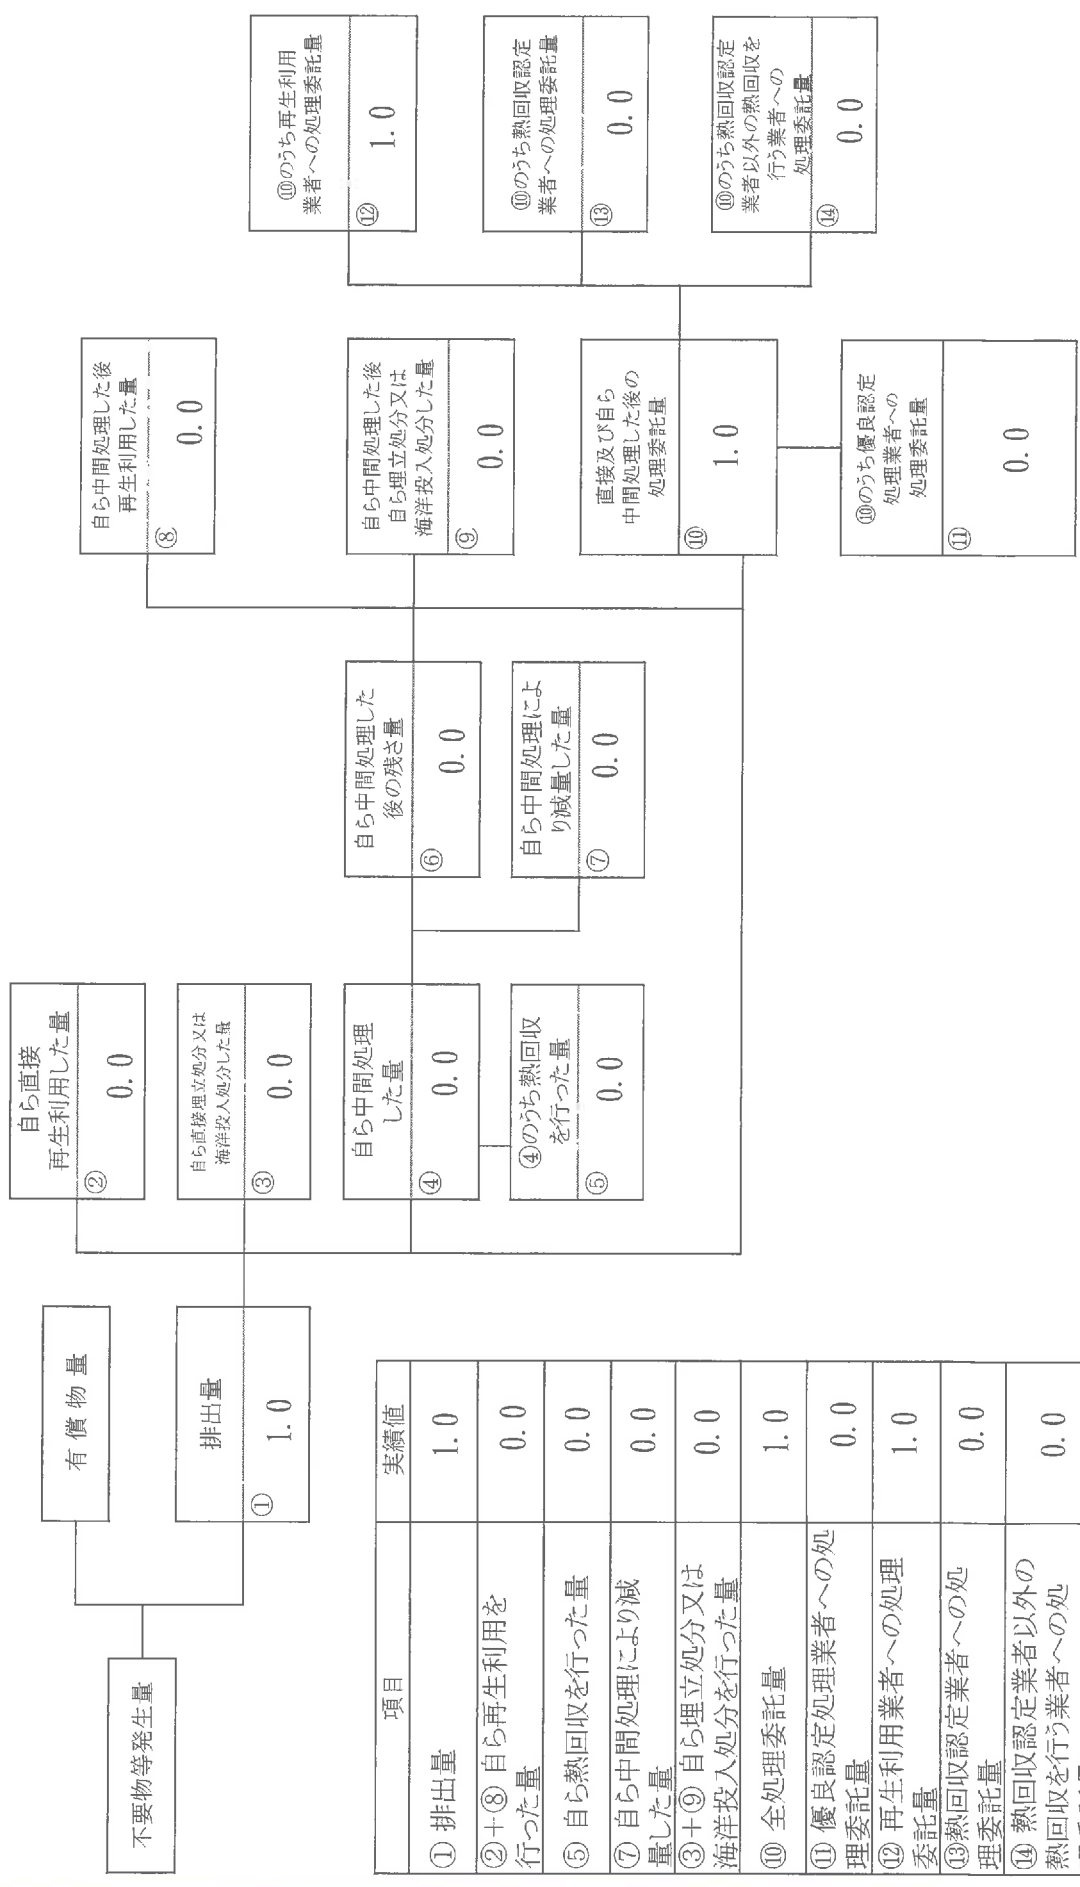 不要物等発生量
有償物量
排出量
① 1.0
自ら直接
再生利用した量
② 0.0
自ら直接埋立処分又は
海洋投入処分した量
③ 0.0
自ら中間処理
した量
④ 0.0
④のうち熱回収
を行った量
⑤ 0.0
自ら中間処理した
後の残さ量
⑥ 0.0
自ら中間処理によ
り減量した量
⑦ 0.0
自ら中間処理した後
再生利用した量
⑧ 0.0
自ら中間処理した後
自ら埋立処分又は
海洋投入処分した量
⑨ 0.0
直接及び自ら
中間処理した後の
処理委託量
⑩ 1.0
⑩のうち優良認定
処理業者への
処理委託量
⑪ 0.0
⑩のうち再生利用
業者への処理委託量
⑫ 1.0
⑩のうち熱回収認定
業者への処理委託量
⑬ 0.0
⑩のうち熱回収認定
業者以外の熱回収を
行う業者への
処理委託量
⑭ 0.0
項目 実績値
① 排出量 1.0
②+⑧ 自ら再生利用を
行った量 0.0
⑤ 自ら熱回収を行った量 0.0
⑦ 自ら中間処理により減
量した量 0.0
③+⑨ 自ら埋立処分又は
海洋投入処分を行った量 0.0
⑩ 全処理委託量 1.0
⑪ 優良認定処理業者への処
理委託量 0.0
⑫ 再生利用業者への処理
委託量 1.0
⑬熱回収認定業者への処
理委託量 0.0
⑭ 熱回収認定業者以外の
熱回収を行う業者への処 0.0